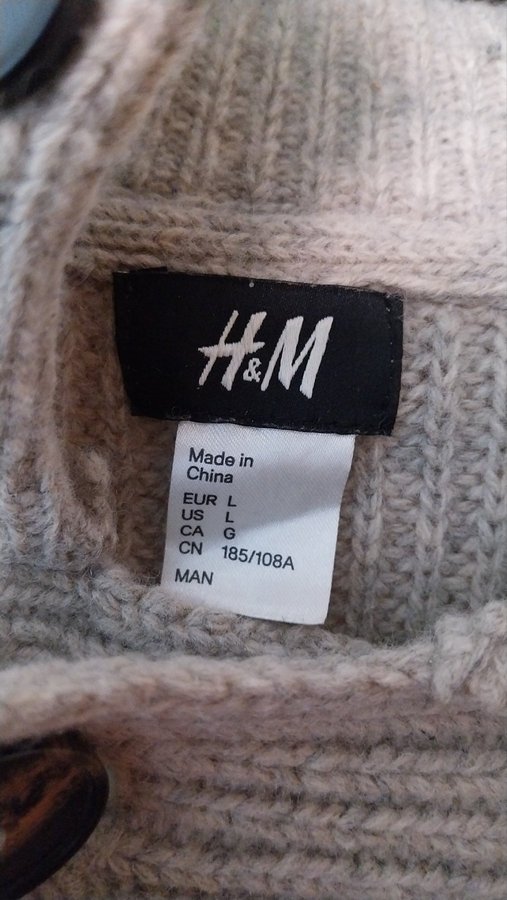 H&M
Made in
China
EUR L
US L
CA G
CN 185/108A
MAN